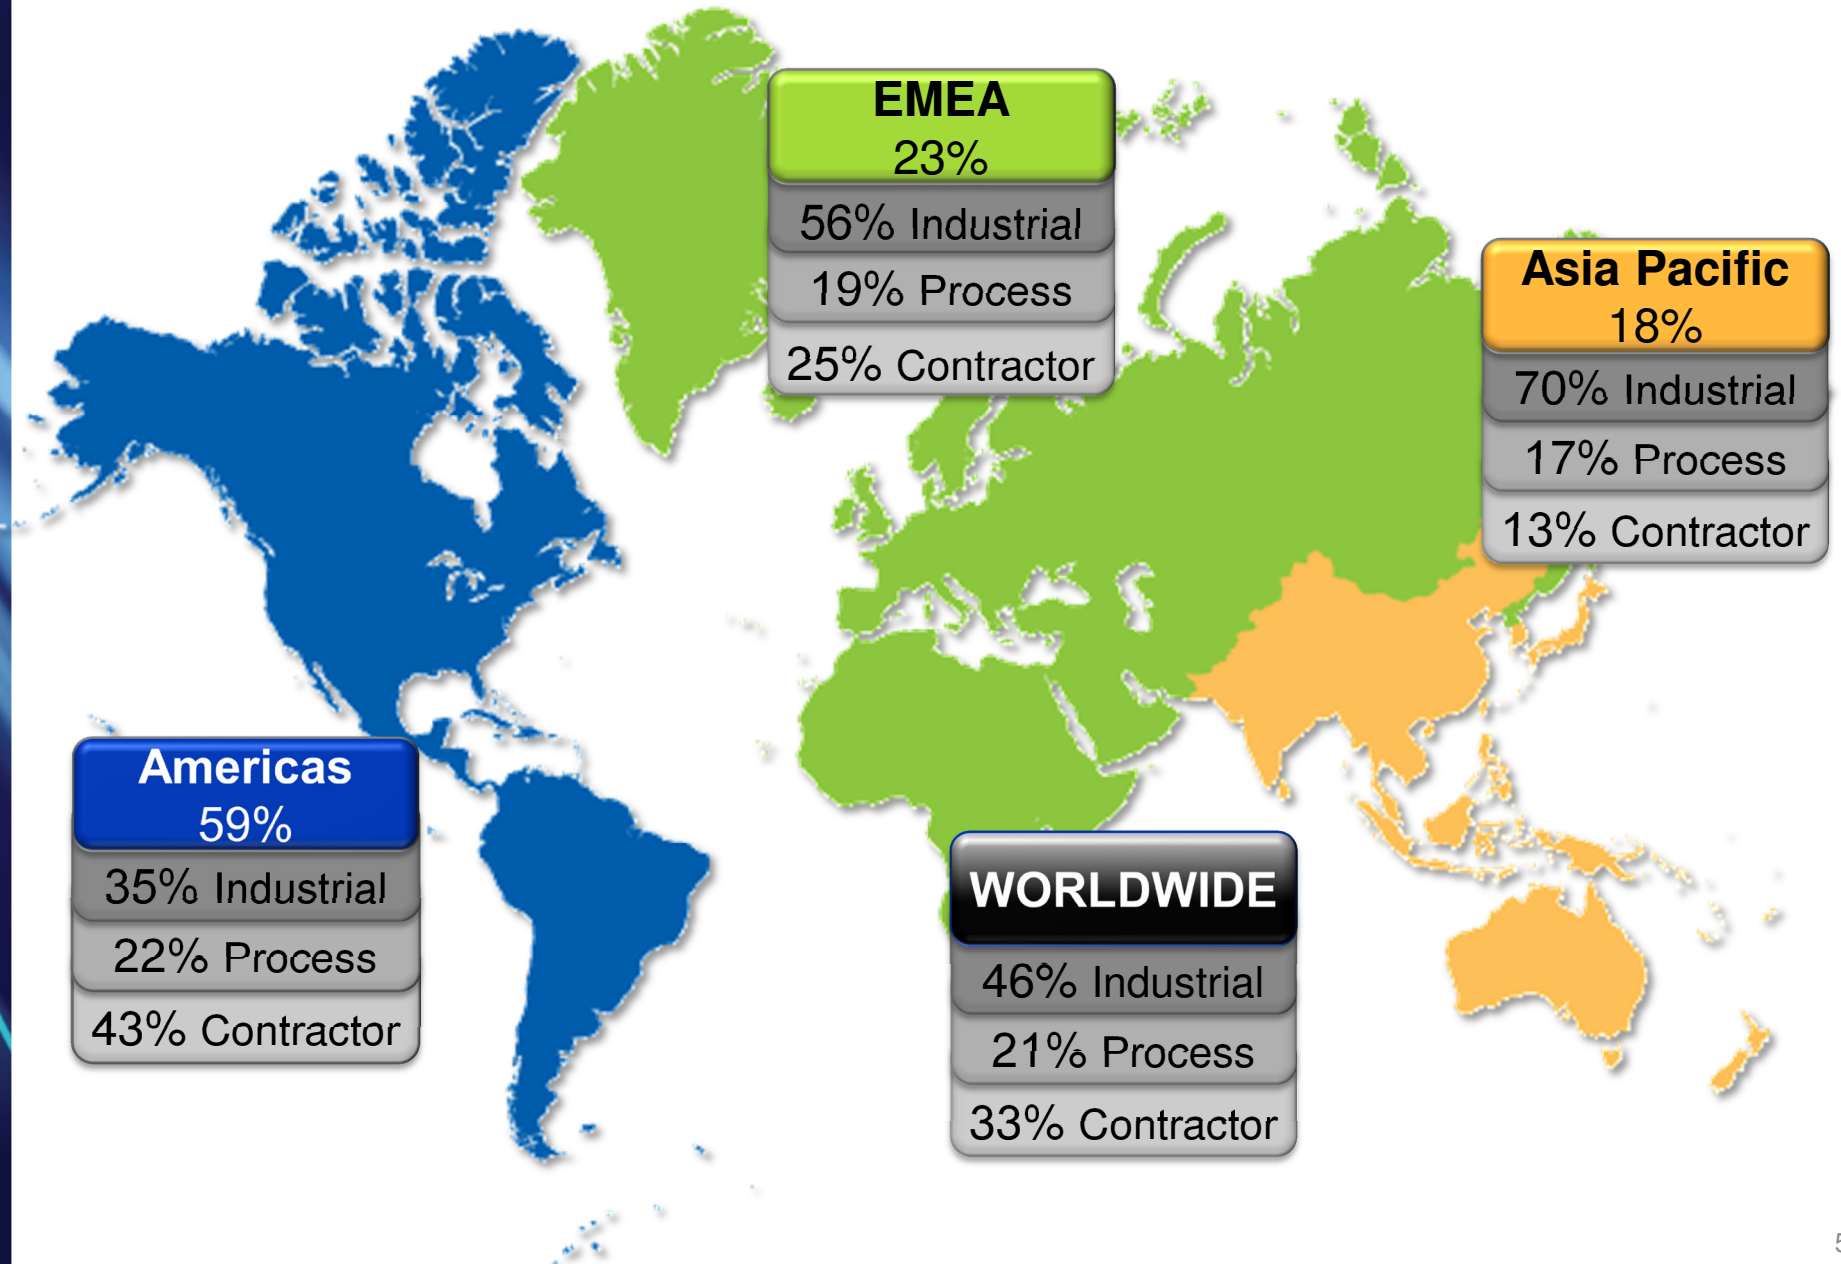 EMEA
23%
56% Industrial
19% Process
25% Contractor
Asia Pacific
18%
70% Industrial
17% Process
13% Contractor
Americas
59%
35% Industrial
22% Process
43% Contractor
WORLDWIDE
46% Industrial
21% Process
33% Contractor
5